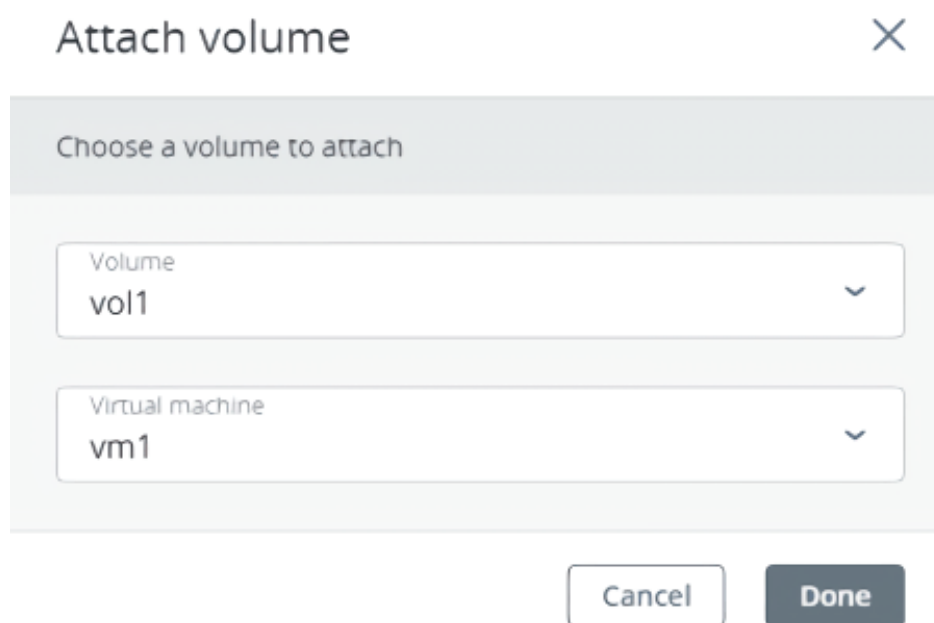 Attach volume
Choose a volume to attach
Volume
vol1
Virtual machine
vm1
Cancel
Done